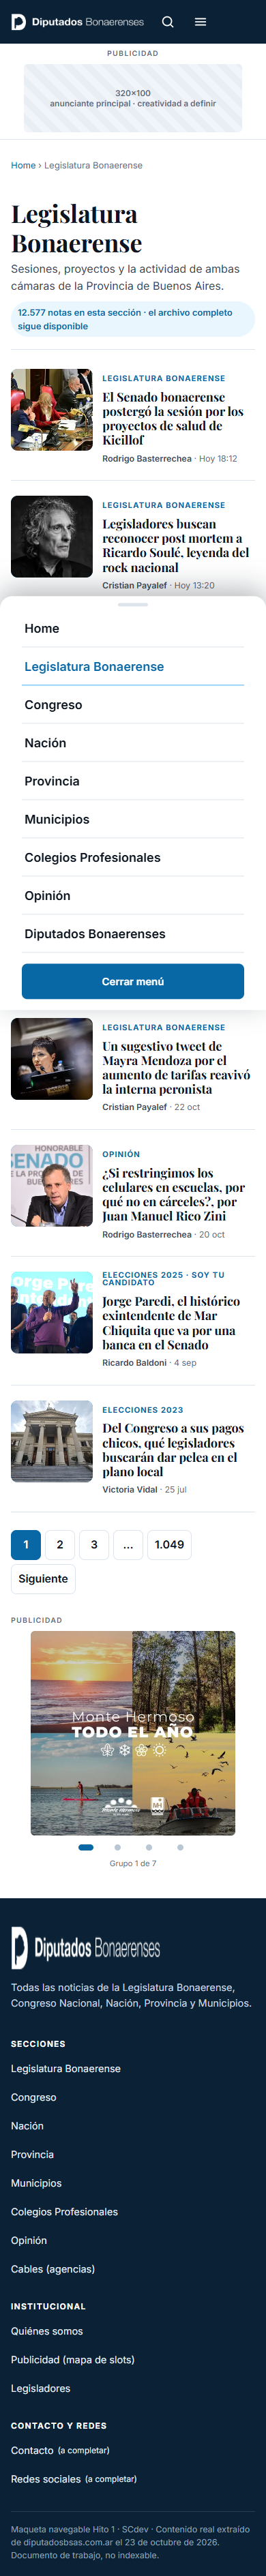 Diputados Bonaerenses
PUBLICIDAD
320×100
anunciante principal · creatividad a definir
Home › Legislatura Bonaerense
Legislatura
Bonaerense
Sesiones, proyectos y la actividad de ambas
cámaras de la Provincia de Buenos Aires.
12.577 notas en esta sección · el archivo completo
sigue disponible
LEGISLATURA BONAERENSE
El Senado bonaerense
postergó la sesión por los
proyectos de salud de
Kicillof
Rodrigo Basterrechea · Hoy 18:12
LEGISLATURA BONAERENSE
Legisladores buscan
reconocer post mortem a
Ricardo Soulé, leyenda del
rock nacional
Cristian Payalef · Hoy 13:20
Home
Legislatura Bonaerense
Congreso
Nación
Provincia
Municipios
Colegios Profesionales
Opinión
Diputados Bonaerenses
Cerrar menú
LEGISLATURA BONAERENSE
Un sugestivo tweet de
Mayra Mendoza por el
aumento de tarifas reavivó
la interna peronista
Cristian Payalef · 22 oct
HONORABLE
SENADO
OPINIÓN
¿Si restringimos los
celulares en escuelas, por
qué no en cárceles?, por
Juan Manuel Rico Zini
Rodrigo Basterrechea · 20 oct
ELECCIONES 2025 · SOY TU
CANDIDATO
Jorge Paredi, el histórico
exintendente de Mar
Chiquita que va por una
banca en el Senado
Ricardo Baldoni · 4 sep
ELECCIONES 2023
Del Congreso a sus pagos
chicos, qué legisladores
buscarán dar pelea en el
plano local
Victoria Vidal · 25 jul
1 2 3 … 1.049
Siguiente
PUBLICIDAD
Monte Hermoso
TODO EL AÑO
Grupo 1 de 7
Diputados Bonaerenses
Todas las noticias de la Legislatura Bonaerense,
Congreso Nacional, Nación, Provincia y Municipios.
SECCIONES
Legislatura Bonaerense
Congreso
Nación
Provincia
Municipios
Colegios Profesionales
Opinión
Cables (agencias)
INSTITUCIONAL
Quiénes somos
Publicidad (mapa de slots)
Legisladores
CONTACTO Y REDES
Contacto (a completar)
Redes sociales (a completar)
Maqueta navegable Hito 1 · SCdev · Contenido real extraído
de diputadosbsas.com.ar el 23 de octubre de 2026.
Documento de trabajo, no indexable.